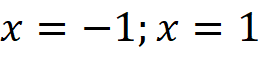 x = −1; x = 1